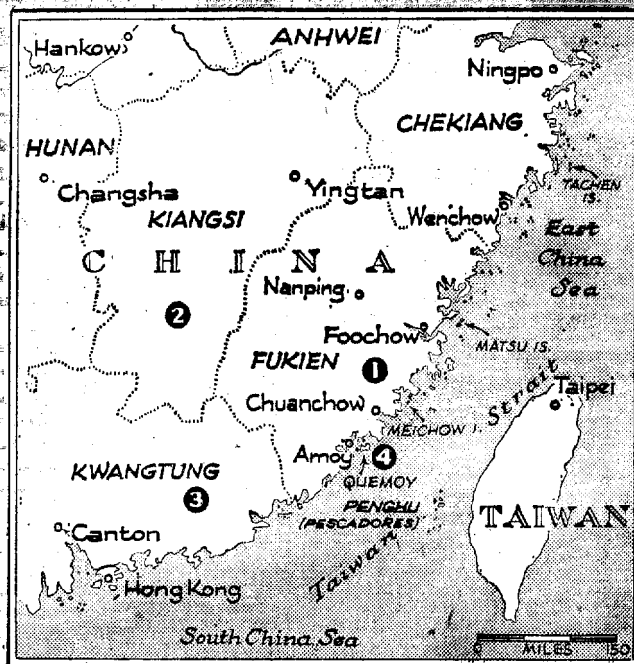 ANHWEI
Hankow
Ningpo
CHEKIANG
HUNAN
Changsha
Yingtan
TACHEN
IS.
KIANGSI
Wenchow
East
China
Sea
CHINA
Nanping
2
Foochow
MATSU IS.
FUKIEN
1
Strait
Taipei
Chuanchow
MEICHOW I.
Amoy
4
QUEMOY
KWANGTUNG
3
PENGHU
(PESCADORES)
TAIWAN
Canton
Taiwan
Hong Kong
South China Sea
0 MILES 150